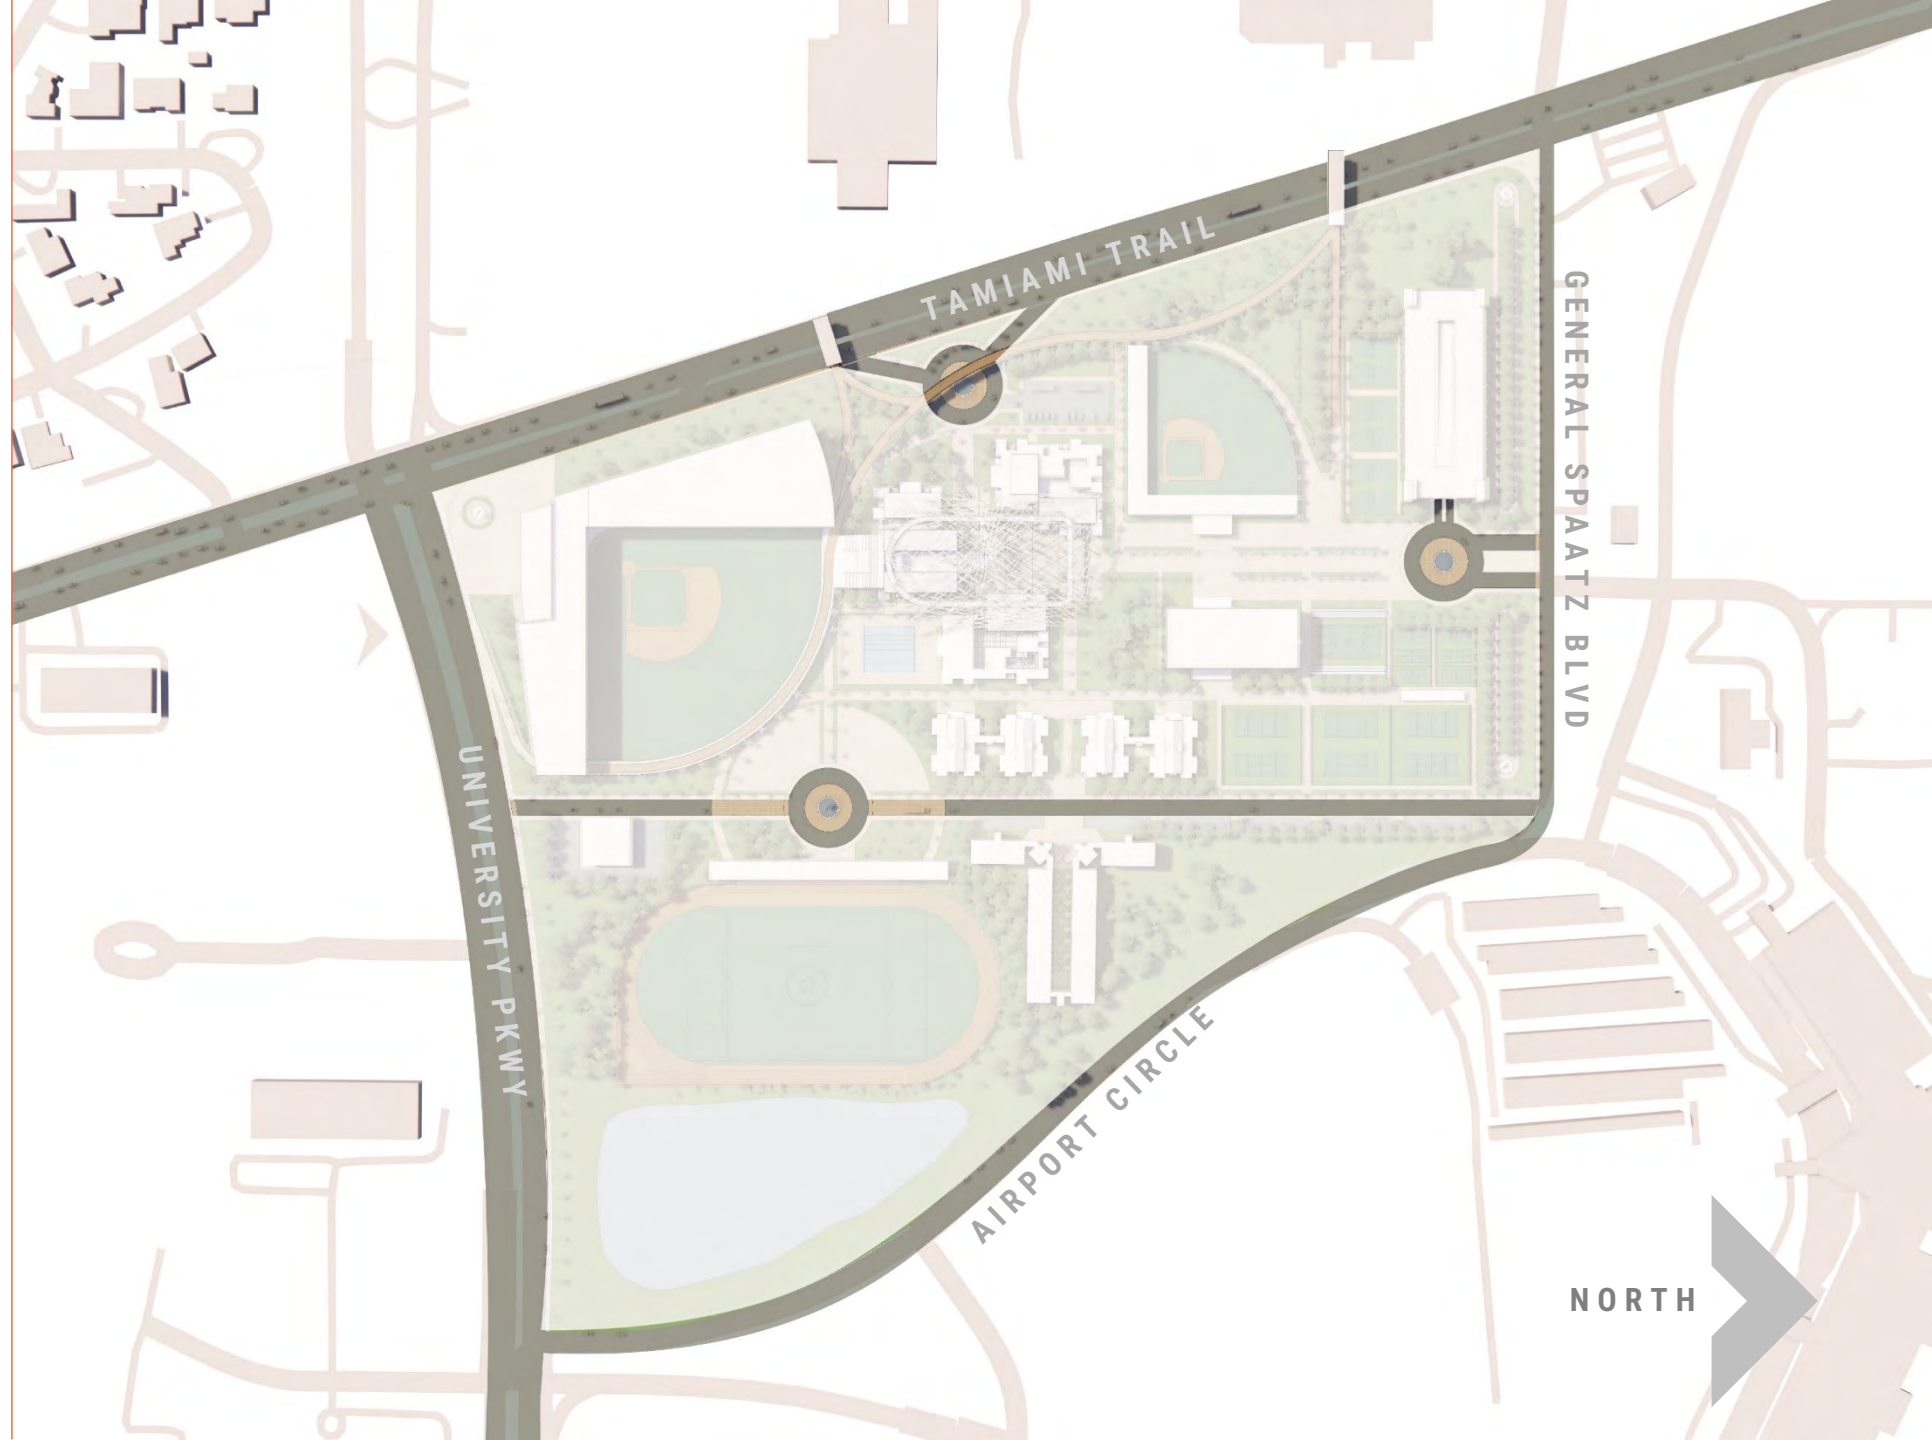 TAMIAMI TRAIL
GENERAL SPAATZ BLVD
UNIVERSITY PKWY
AIRPORT CIRCLE
NORTH